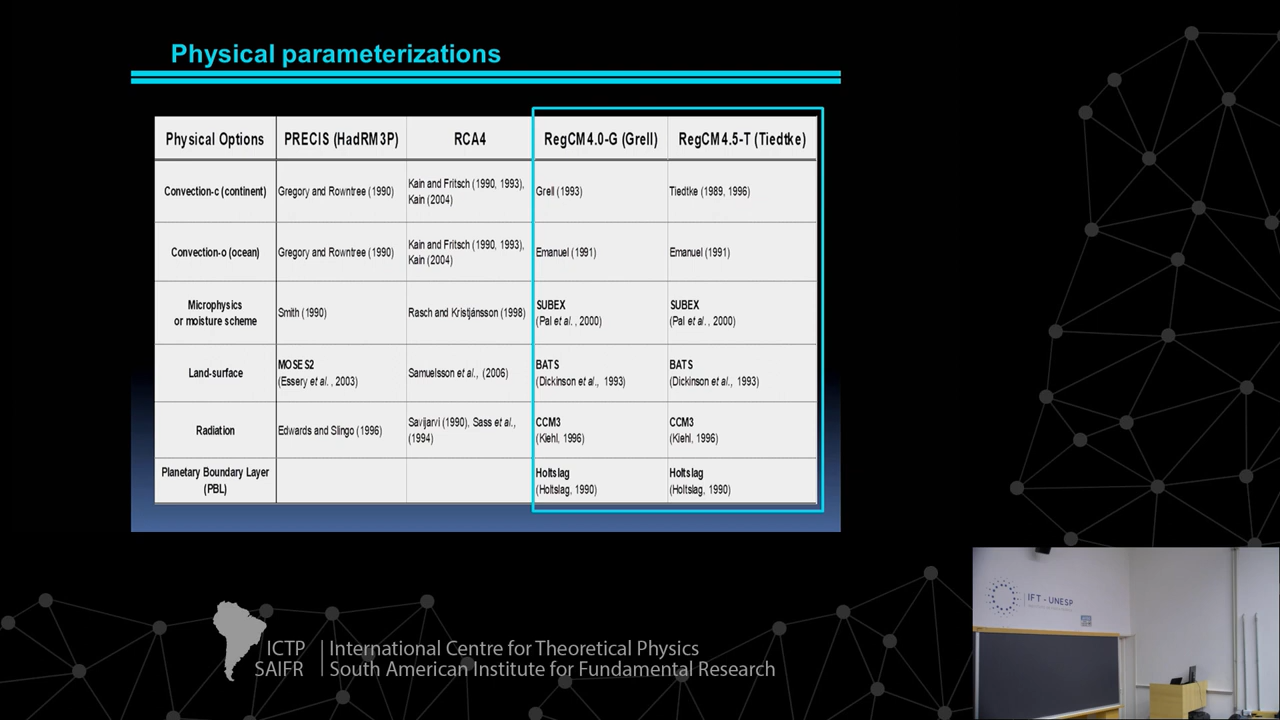 Physical parameterizations
Physical Options PRECIS (HadRM3P) RCA4 RegCM4.0-G (Grell) RegCM4.5-T (Tiedtke)
Convection-c (continent) Gregory and Rowntree (1990) Kain and Fritsch (1990, 1993), Kain (2004) Grell (1993) Tiedtke (1989, 1996)
Convection-o (ocean) Gregory and Rowntree (1990) Kain and Fritsch (1990, 1993), Kain (2004) Emanuel (1991) Emanuel (1991)
Microphysics or moisture scheme Smith (1990) Rasch and Kristjánsson (1998) SUBEX (Pal et al. , 2000) SUBEX (Pal et al. , 2000)
Land-surface MOSES2 (Essery et al. , 2003) Samuelsson et al., (2006) BATS (Dickinson et al., 1993) BATS (Dickinson et al., 1993)
Radiation Edwards and Slingo (1996) Savijarvi (1990), Sass et al., (1994) CCM3 (Kiehl, 1996) CCM3 (Kiehl, 1996)
Planetary Boundary Layer (PBL) Holtslag (Holtslag, 1990) Holtslag (Holtslag, 1990)
IFT - UNESP
ICTP International Centre for Theoretical Physics
SAIFR South American Institute for Fundamental Research